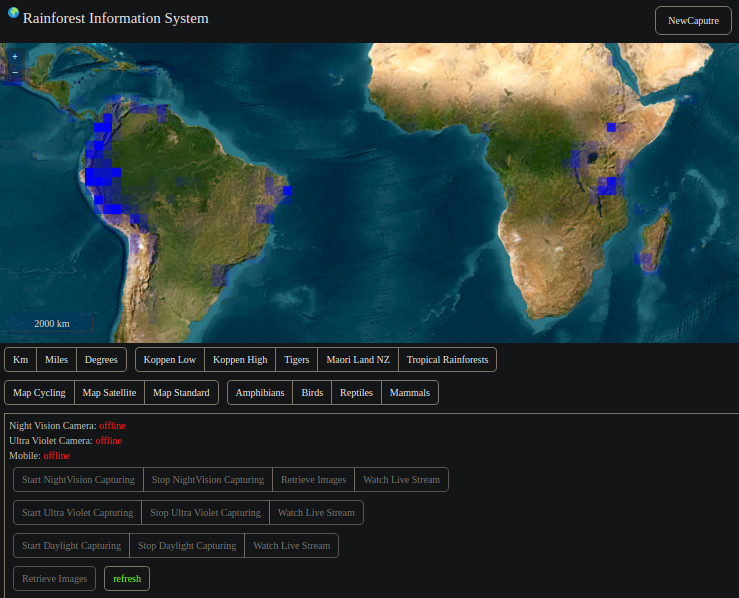 Rainforest Information System
NewCaputre
+
−
2000 km
Km Miles Degrees Koppen Low Koppen High Tigers Maori Land NZ Tropical Rainforests
Map Cycling Map Satellite Map Standard Amphibians Birds Reptiles Mammals
Night Vision Camera: offline
Ultra Violet Camera: offline
Mobile: offline
Start NightVision Capturing Stop NightVision Capturing Retrieve Images Watch Live Stream
Start Ultra Violet Capturing Stop Ultra Violet Capturing Watch Live Stream
Start Daylight Capturing Stop Daylight Capturing Watch Live Stream
Retrieve Images refresh